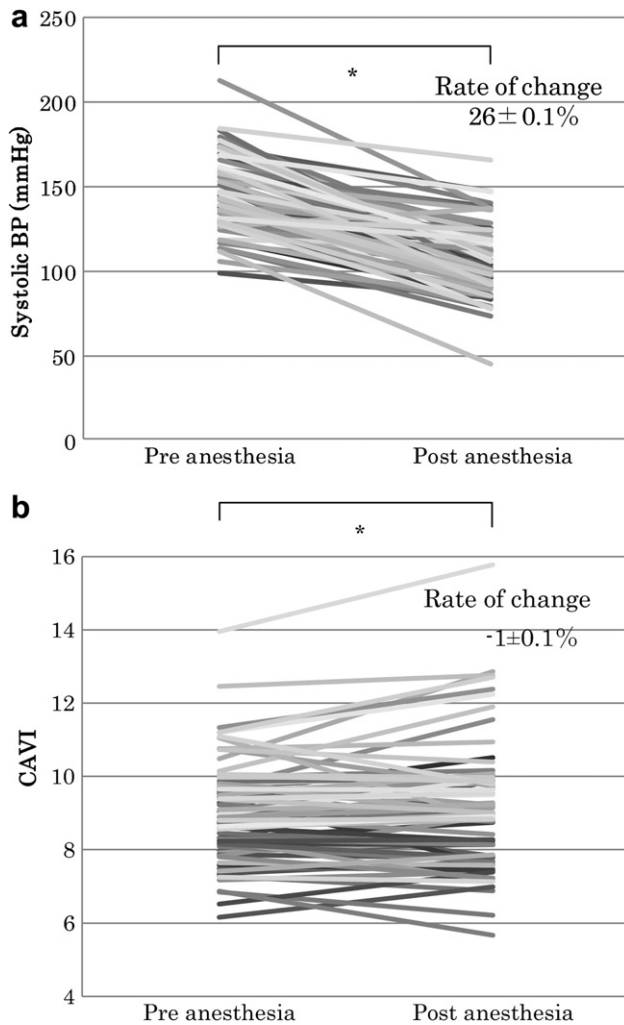 a
250
*
Rate of change
26±0.1%
200
150
100
50
0
Systolic BP (mmHg)
Pre anesthesia Post anesthesia
b
*
16
Rate of change
-1±0.1%
14
12
10
8
6
4
CAVI
Pre anesthesia Post anesthesia